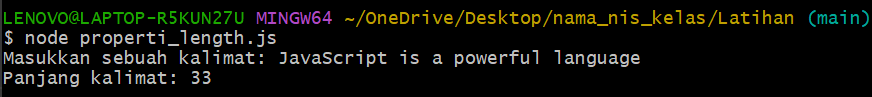 LENOVO@LAPTOP-R5KUN27U MINGW64 ~/OneDrive/Desktop/nama_nis_kelas/Latihan (main)
$ node properti_length.js
Masukkan sebuah kalimat: JavaScript is a powerful language
Panjang kalimat: 33